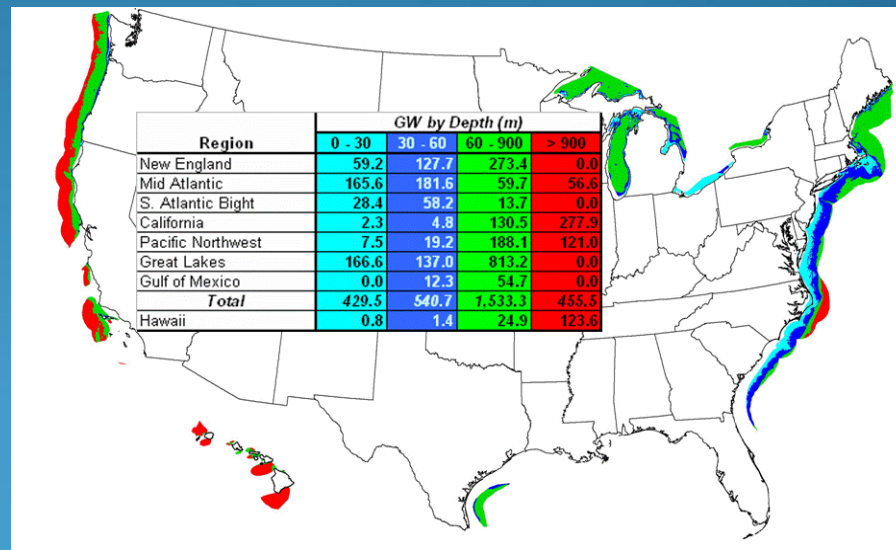 GW by Depth (m)
Region 0 - 30 30 - 60 60 - 900 > 900
New England 59.2 127.7 273.4 0.0
Mid Atlantic 165.6 181.6 59.7 56.6
S. Atlantic Bight 28.4 58.2 13.7 0.0
California 2.3 4.8 130.5 277.9
Pacific Northwest 7.5 19.2 188.1 121.0
Great Lakes 166.6 137.0 813.2 0.0
Gulf of Mexico 0.0 12.3 54.7 0.0
Total 429.5 540.7 1,533.3 455.5
Hawaii 0.8 1.4 24.9 123.6